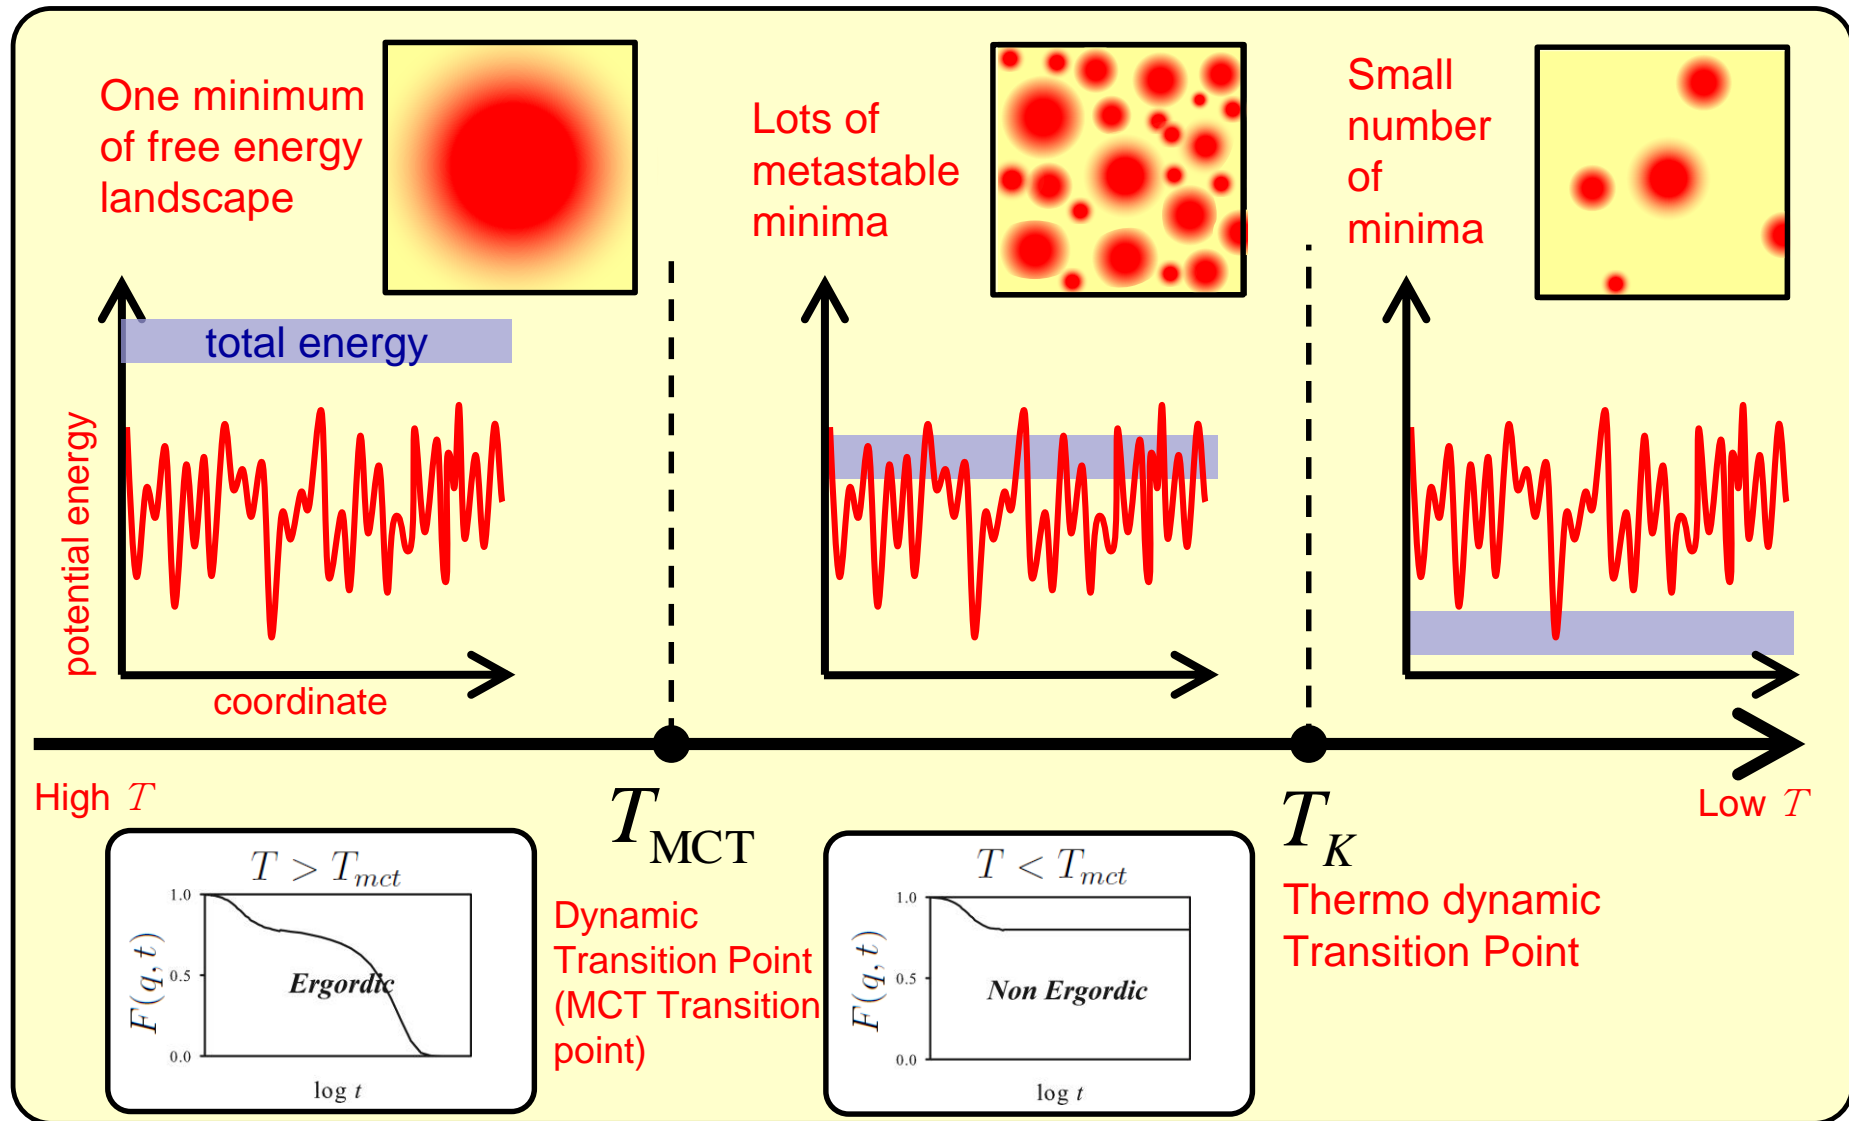 One minimum
of free energy
landscape
Lots of
metastable
minima
Small
number
of
minima
total energy
potential energy
coordinate
High T
T_MCT
T_K
Low T
T > T_mct
1.0
0.5
0.0
F(q, t)
Ergordic
log t
Dynamic
Transition Point
(MCT Transition
point)
T < T_mct
1.0
0.5
0.0
F(q, t)
Non Ergordic
log t
Thermo dynamic
Transition Point